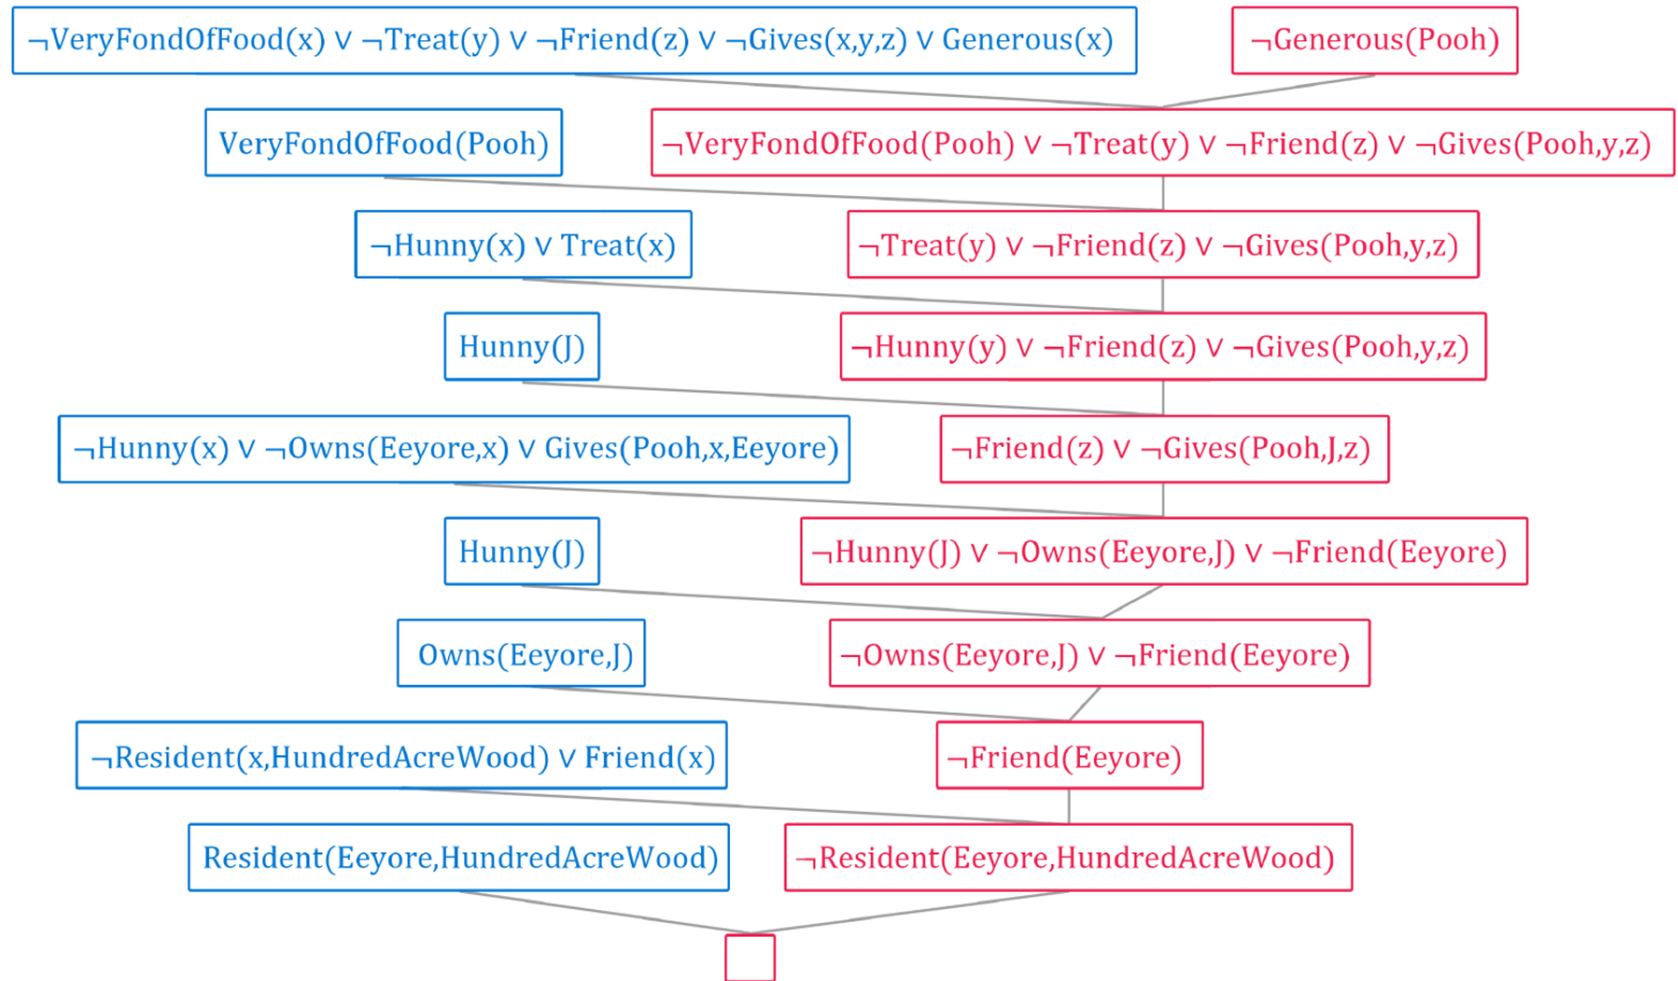 ¬VeryFondOfFood(x) ∨ ¬Treat(y) ∨ ¬Friend(z) ∨ ¬Gives(x,y,z) ∨ Generous(x)
¬Generous(Pooh)
VeryFondOfFood(Pooh)
¬VeryFondOfFood(Pooh) ∨ ¬Treat(y) ∨ ¬Friend(z) ∨ ¬Gives(Pooh,y,z)
¬Hunny(x) ∨ Treat(x)
¬Treat(y) ∨ ¬Friend(z) ∨ ¬Gives(Pooh,y,z)
Hunny(J)
¬Hunny(y) ∨ ¬Friend(z) ∨ ¬Gives(Pooh,y,z)
¬Hunny(x) ∨ ¬Owns(Eeyore,x) ∨ Gives(Pooh,x,Eeyore)
¬Friend(z) ∨ ¬Gives(Pooh,J,z)
Hunny(J)
¬Hunny(J) ∨ ¬Owns(Eeyore,J) ∨ ¬Friend(Eeyore)
Owns(Eeyore,J)
¬Owns(Eeyore,J) ∨ ¬Friend(Eeyore)
¬Resident(x,HundredAcreWood) ∨ Friend(x)
¬Friend(Eeyore)
Resident(Eeyore,HundredAcreWood)
¬Resident(Eeyore,HundredAcreWood)